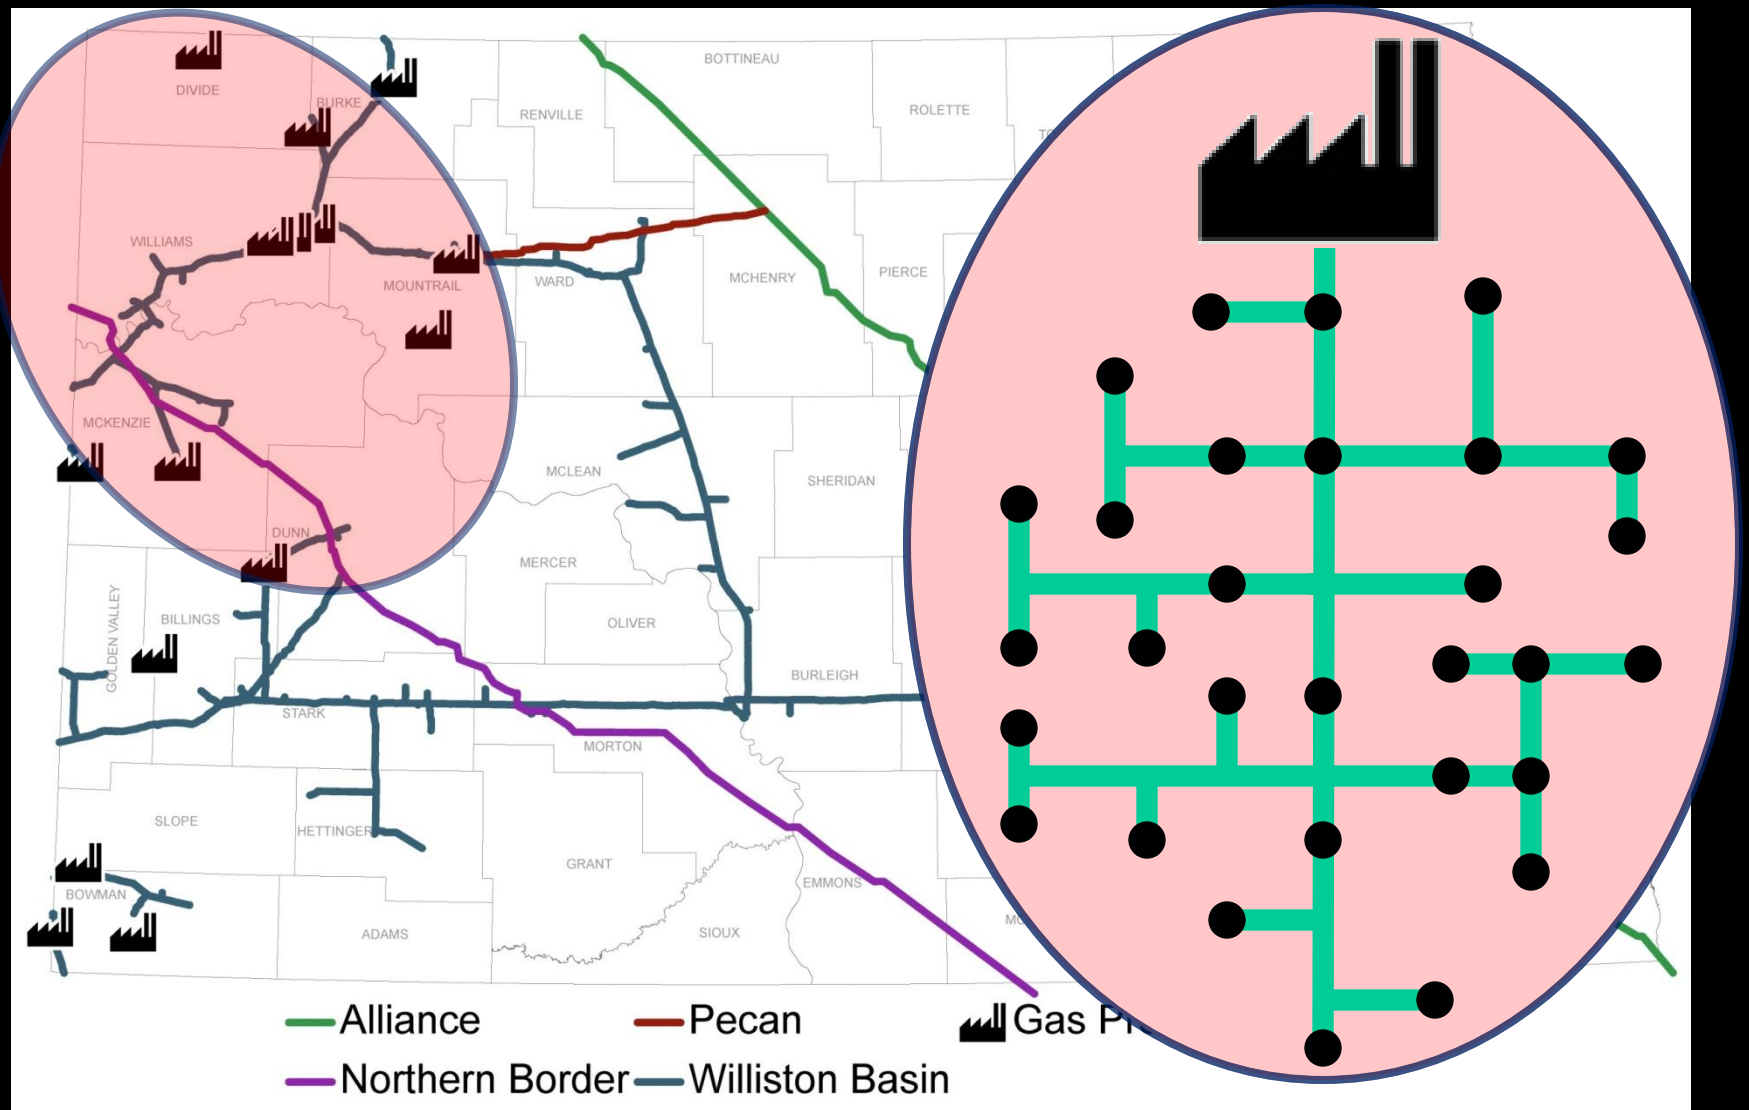 BOTTINEAU
DIVIDE
BURKE
RENVILLE
ROLETTE
WILLIAMS
MOUNTRAIL
WARD
MCHENRY
PIERCE
MCKENZIE
MCLEAN
SHERIDAN
DUNN
MERCER
GOLDEN VALLEY
BILLINGS
OLIVER
BURLEIGH
STARK
MORTON
SLOPE
HETTINGER
GRANT
EMMONS
BOWMAN
ADAMS
SIOUX
Alliance
Pecan
Gas
Northern Border
Williston Basin